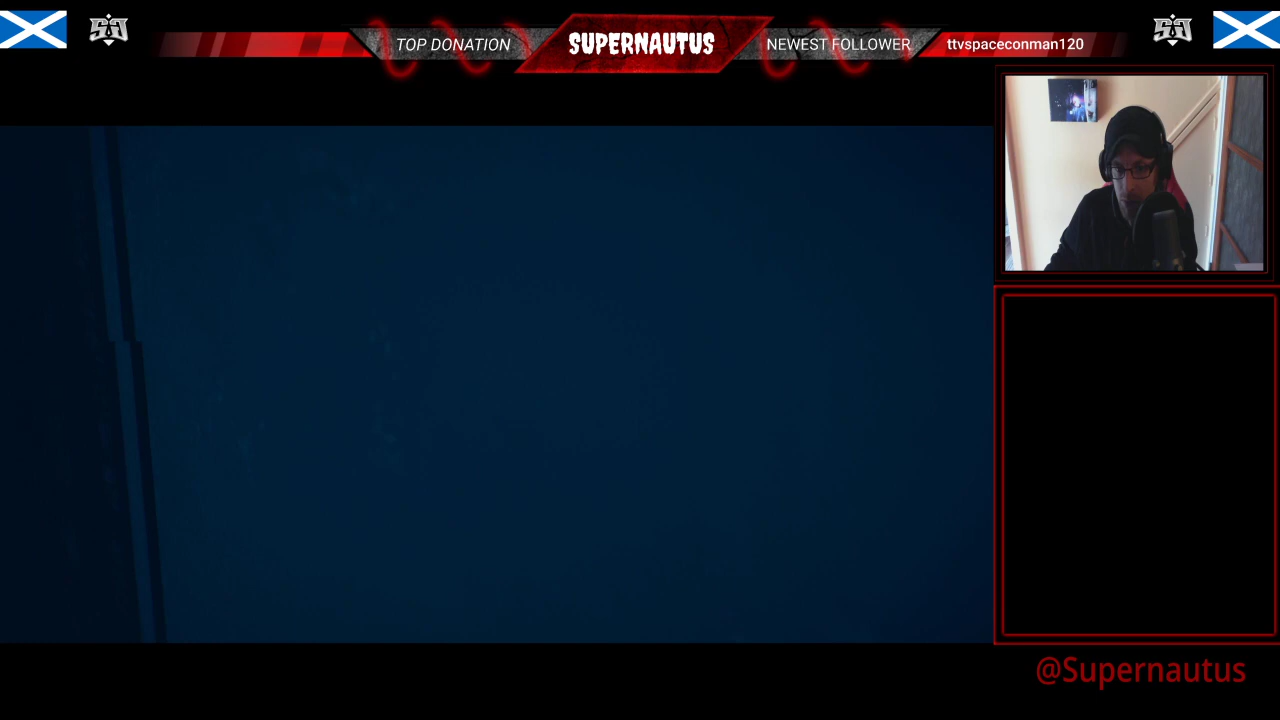 TOP DONATION
SUPERNAUTUS
NEWEST FOLLOWER
ttvspaceconman120
@Supernautus